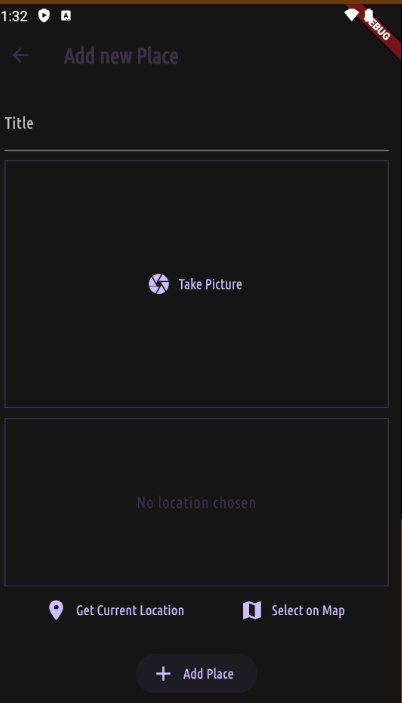 1:32
DEBUG
Add new Place
Title
Take Picture
No location chosen
Get Current Location
Select on Map
Add Place